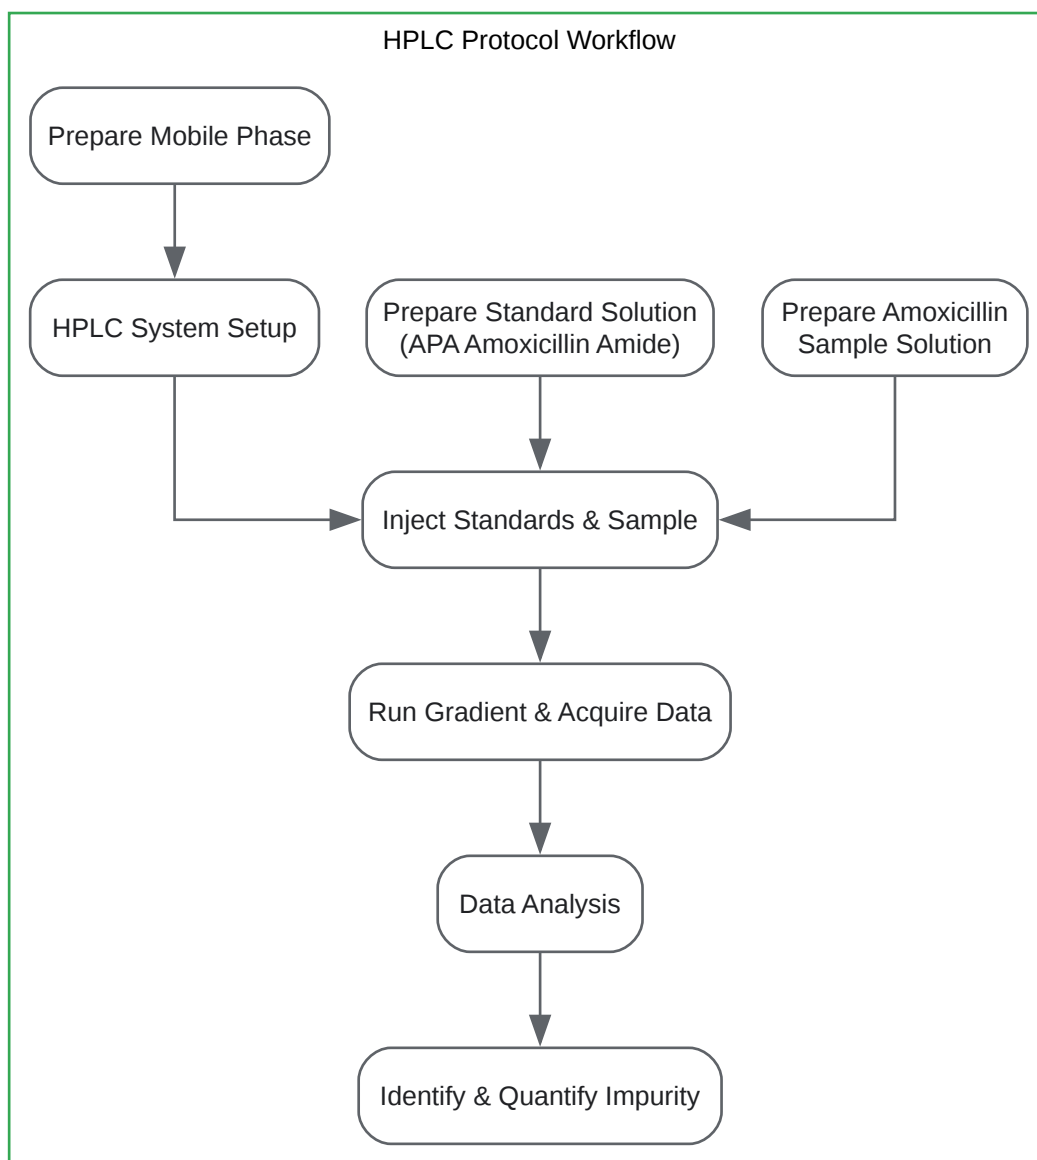 HPLC Protocol Workflow
Prepare Mobile Phase
HPLC System Setup
Prepare Standard Solution
(APA Amoxicillin Amide)
Prepare Amoxicillin
Sample Solution
Inject Standards & Sample
Run Gradient & Acquire Data
Data Analysis
Identify & Quantify Impurity